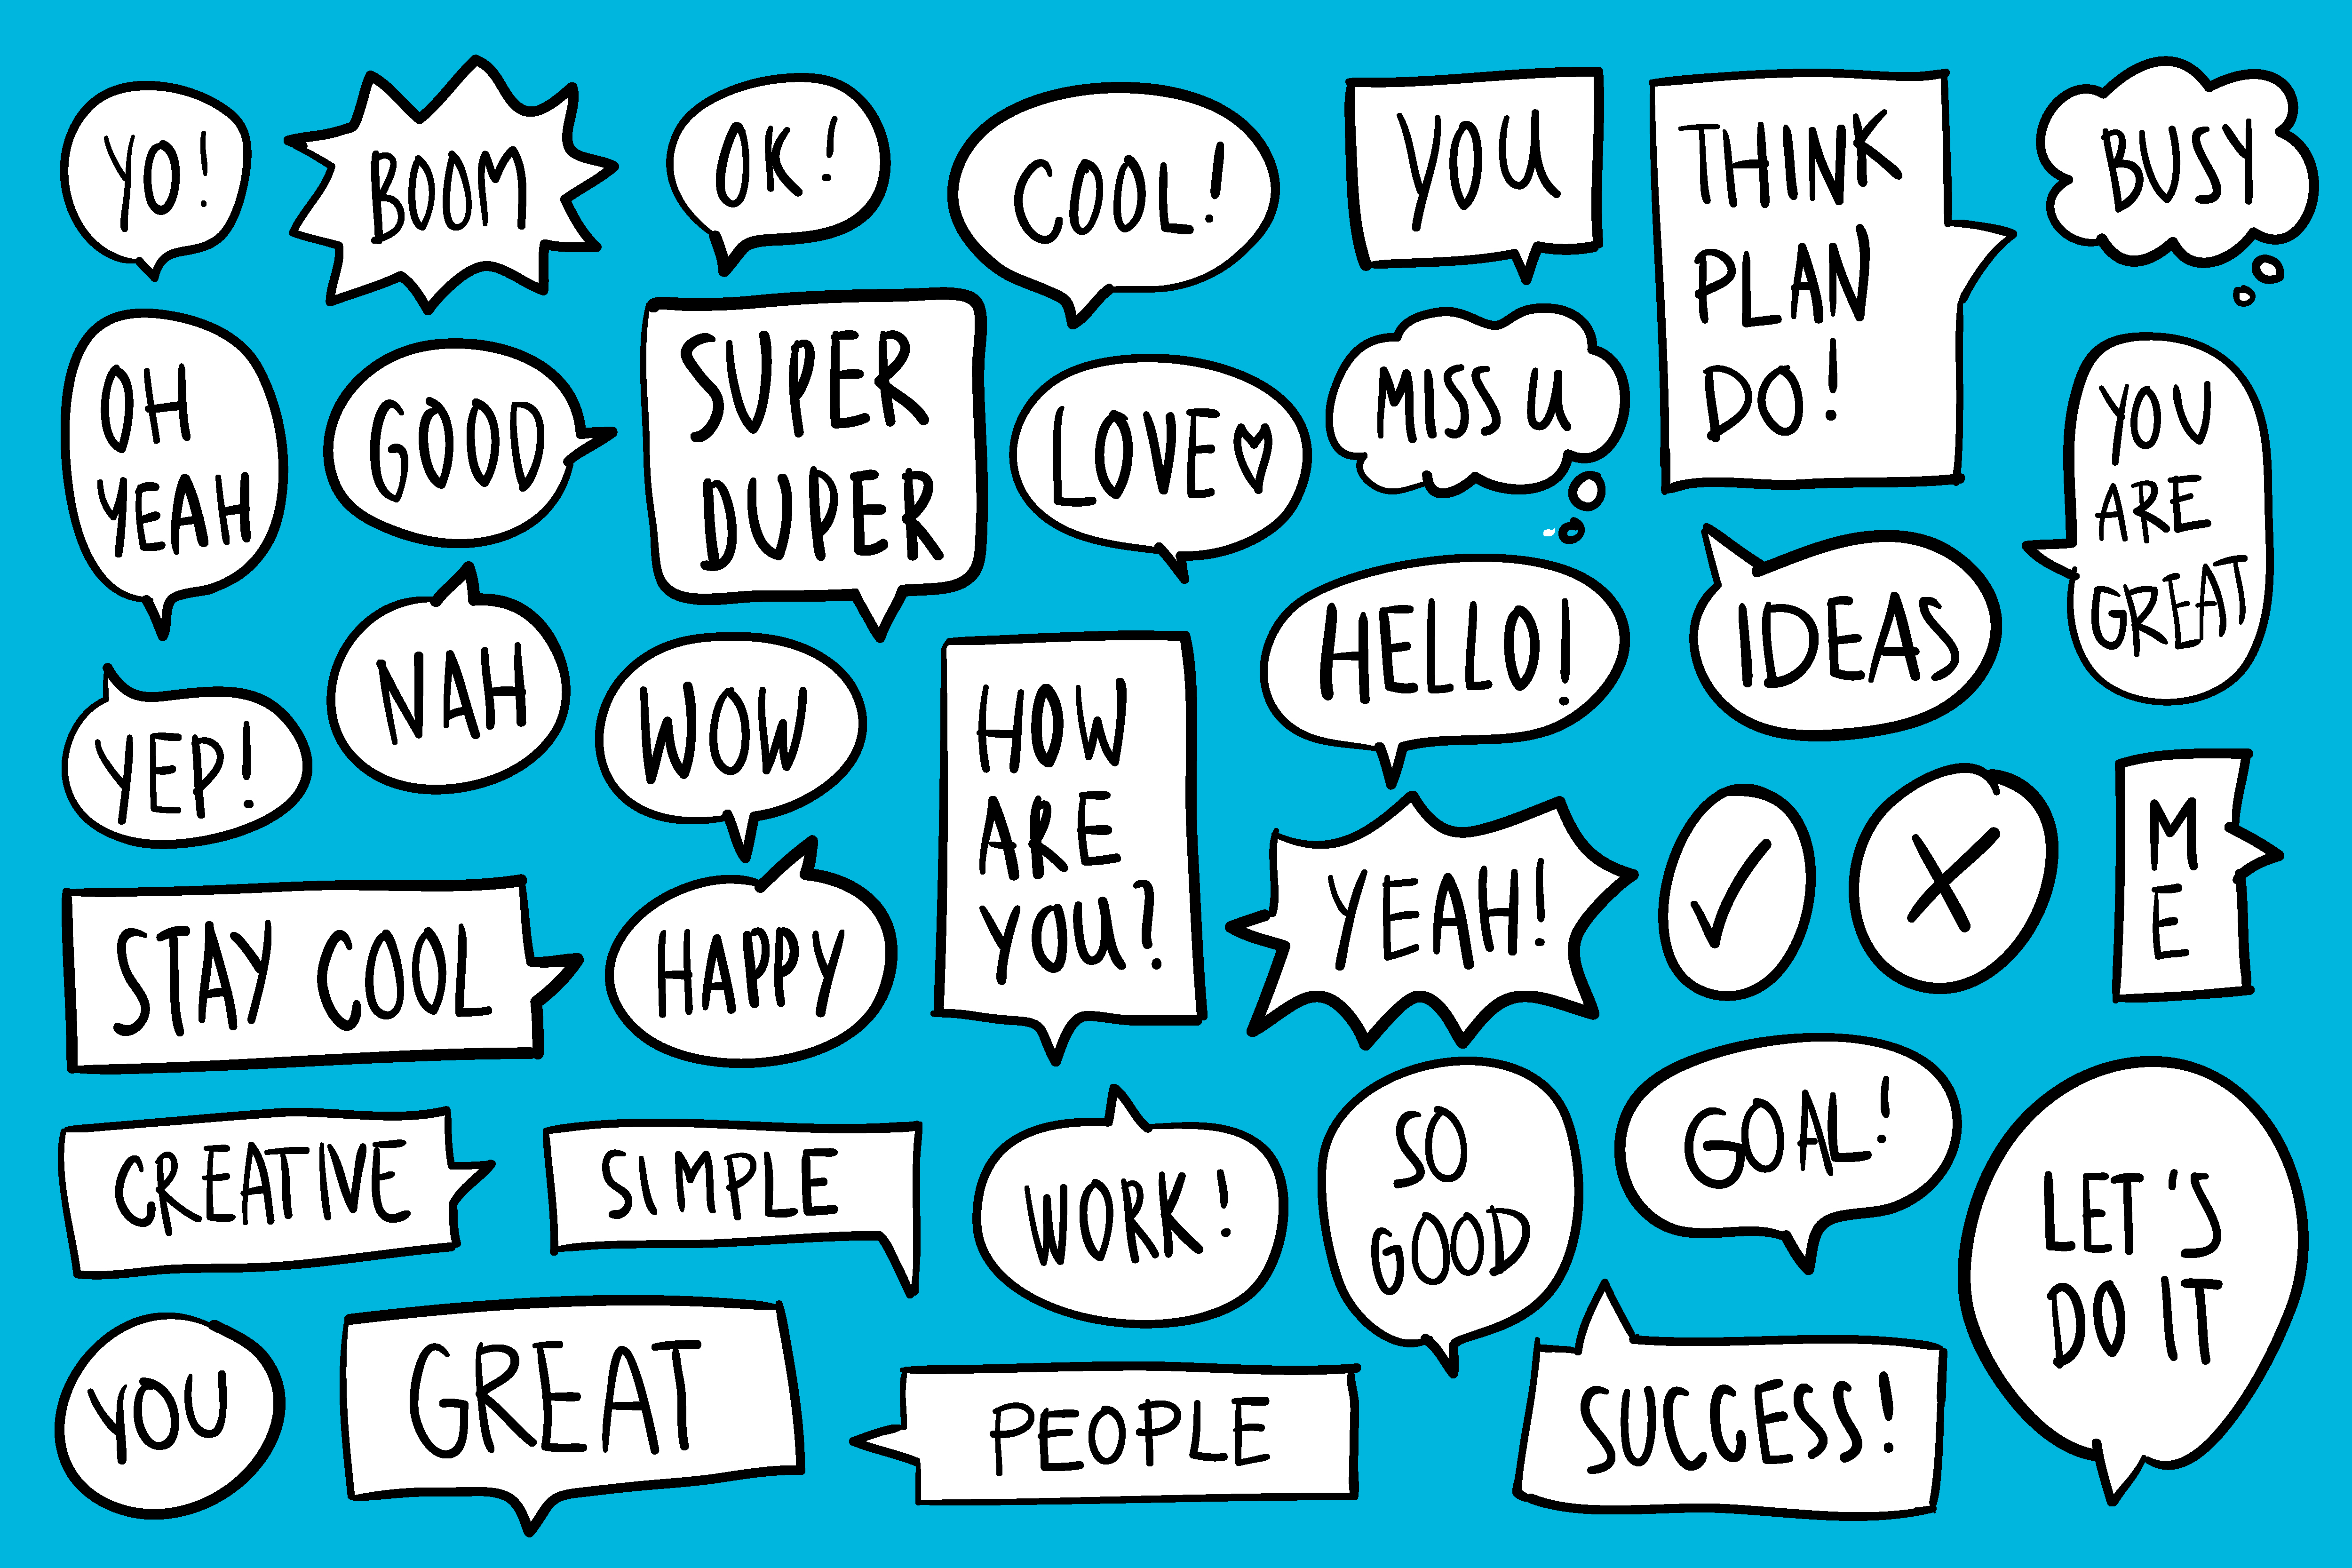 YO!
BOOM
OK!
COOL!
YOU
THINK
PLAN
DO!
BUSY
OH
YEAH
GOOD
SUPER
DUPER
LOVE♡
MISS U
YOU
ARE
GREAT
NAH
HELLO!
IDEAS
YEP!
WOW
HOW
ARE
YOU?
YEAH!
✓
X
M
E
STAY COOL
HAPPY
CREATIVE
SIMPLE
WORK!
SO
GOOD
GOAL!
LET'S
DO IT
YOU
GREAT
PEOPLE
SUCCESS!